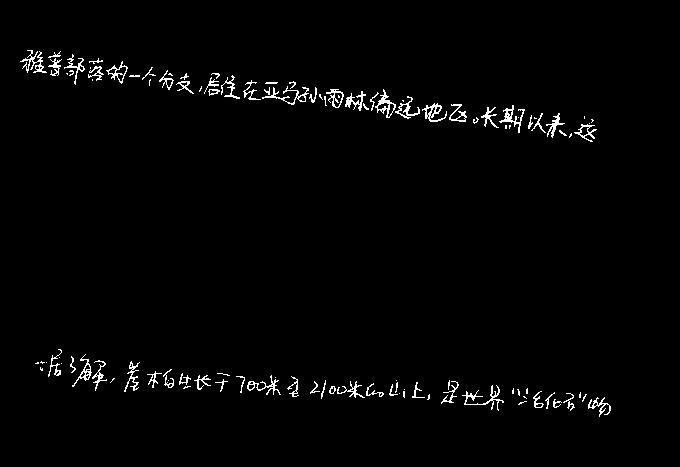 雅普部落的一个分支,居住在亚马孙雨林偏远地区。长期以来,这
据了解,崖柏生长于700米至2100米的山上,是世界"活化石"物